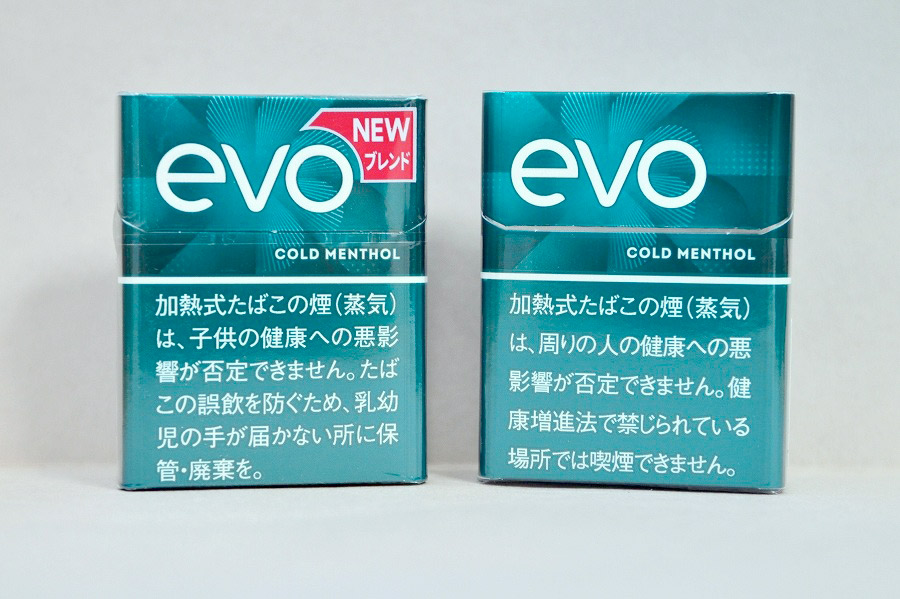 evo
NEW
ブレンド
COLD MENTHOL
加熱式たばこの煙(蒸気)
は、子供の健康への悪影
響が否定できません。たば
この誤飲を防ぐため、乳幼
児の手が届かない所に保
管・廃棄を。
evo
COLD MENTHOL
加熱式たばこの煙(蒸気)
は、周りの人の健康への悪
影響が否定できません。健
康増進法で禁じられている
場所では喫煙できません。